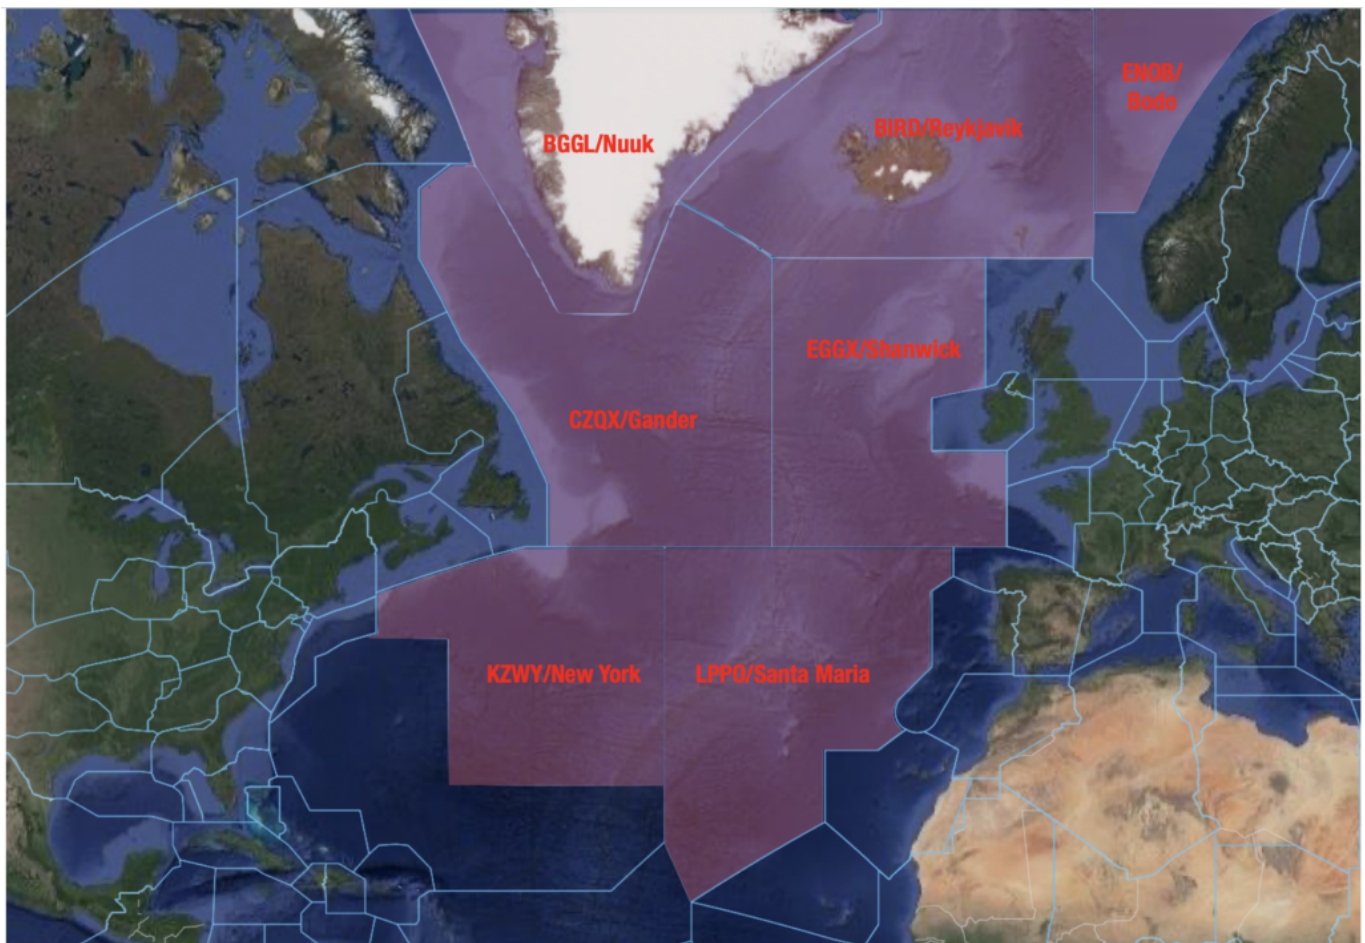 ENOB/
Bodo
BIRD/Reykjavik
BGGL/Nuuk
EGGX/Shanwick
CZQX/Gander
KZWY/New York
LPPO/Santa Maria